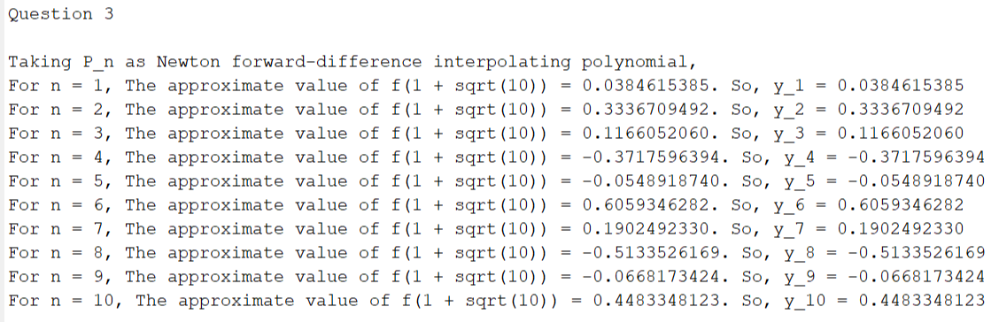 Question 3
Taking P_n as Newton forward-difference interpolating polynomial,
For n = 1, The approximate value of f(1 + sqrt(10)) = 0.0384615385. So, y_1 = 0.0384615385
For n = 2, The approximate value of f(1 + sqrt(10)) = 0.3336709492. So, y_2 = 0.3336709492
For n = 3, The approximate value of f(1 + sqrt(10)) = 0.1166052060. So, y_3 = 0.1166052060
For n = 4, The approximate value of f(1 + sqrt(10)) = -0.3717596394. So, y_4 = -0.3717596394
For n = 5, The approximate value of f(1 + sqrt(10)) = -0.0548918740. So, y_5 = -0.0548918740
For n = 6, The approximate value of f(1 + sqrt(10)) = 0.6059346282. So, y_6 = 0.6059346282
For n = 7, The approximate value of f(1 + sqrt(10)) = 0.1902492330. So, y_7 = 0.1902492330
For n = 8, The approximate value of f(1 + sqrt(10)) = -0.5133526169. So, y_8 = -0.5133526169
For n = 9, The approximate value of f(1 + sqrt(10)) = -0.0668173424. So, y_9 = -0.0668173424
For n = 10, The approximate value of f(1 + sqrt(10)) = 0.4483348123. So, y_10 = 0.4483348123